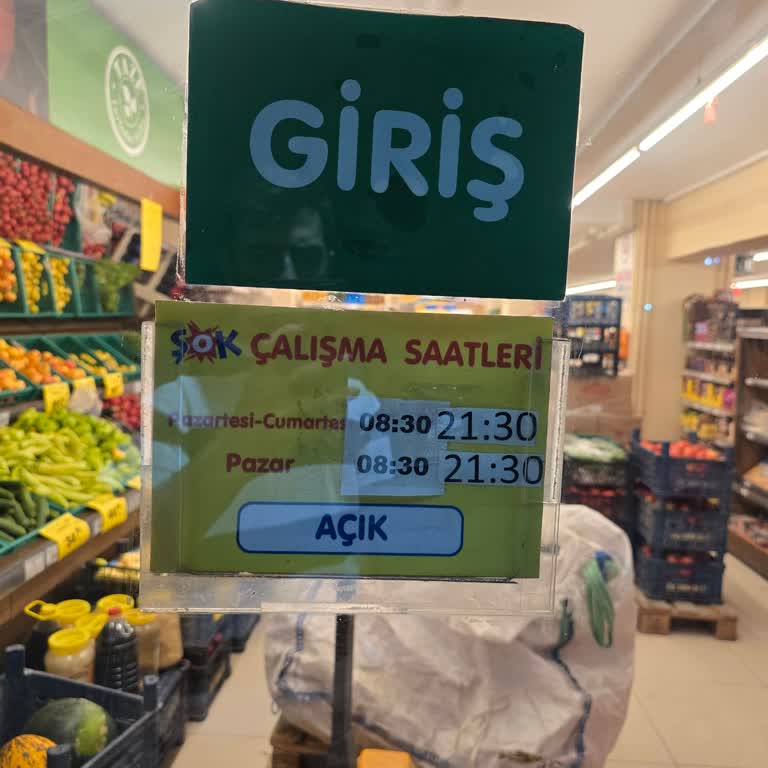 GİRİŞ
ŞOK ÇALIŞMA SAATLERİ
Pazartesi-Cumartesi 08:30 21:30
Pazar 08:30 21:30
AÇIK